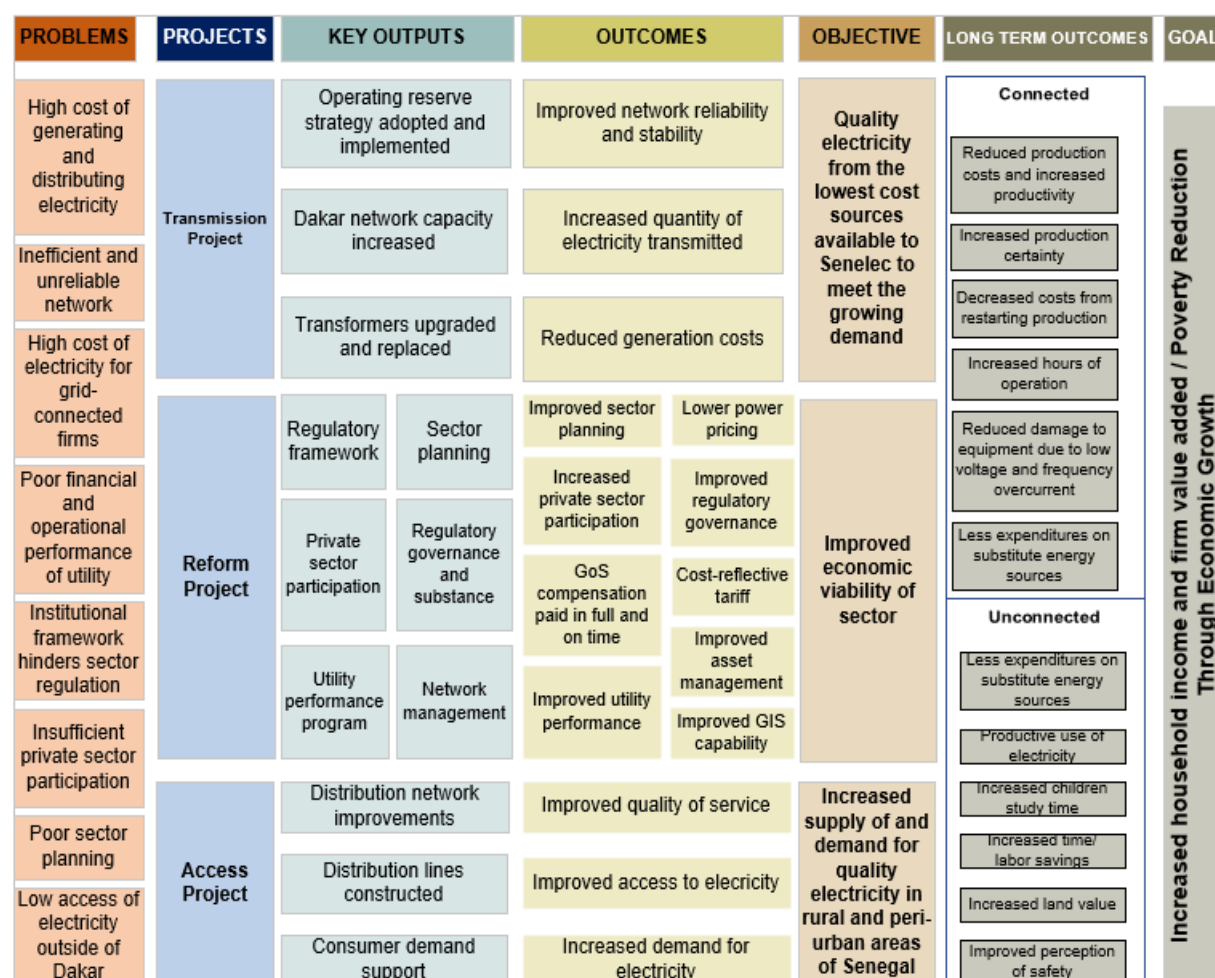 PROBLEMS
PROJECTS
KEY OUTPUTS
OUTCOMES
OBJECTIVE
LONG TERM OUTCOMES
GOAL
High cost of
generating
and
distributing
electricity
Inefficient and
unreliable
network
High cost of
electricity for
grid-
connected
firms
Poor financial
and
operational
performance
of utility
Institutional
framework
hinders sector
regulation
Insufficient
private sector
participation
Poor sector
planning
Low access of
electricity
outside of
Dakar
Transmission
Project
Reform
Project
Access
Project
Operating reserve
strategy adopted and
implemented
Dakar network capacity
increased
Transformers upgraded
and replaced
Regulatory
framework
Sector
planning
Private
sector
participation
Regulatory
governance
and
substance
Utility
performance
program
Network
management
Distribution network
improvements
Distribution lines
constructed
Consumer demand
support
Improved network reliability
and stability
Increased quantity of
electricity transmitted
Reduced generation costs
Improved sector
planning
Lower power
pricing
Increased
private sector
participation
Improved
regulatory
governance
GoS
compensation
paid in full and
on time
Cost-reflective
tariff
Improved
asset
management
Improved utility
performance
Improved GIS
capability
Improved quality of service
Improved access to elecricity
Increased demand for
electricity
Quality
electricity
from the
lowest cost
sources
available to
Senelec to
meet the
growing
demand
Improved
economic
viability of
sector
Increased
supply of and
demand for
quality
electricity in
rural and peri-
urban areas
of Senegal
Connected
Reduced production
costs and increased
productivity
Increased production
certainty
Decreased costs from
restarting production
Increased hours of
operation
Reduced damage to
equipment due to low
voltage and frequency
overcurrent
Less expenditures on
substitute energy
sources
Unconnected
Less expenditures on
substitute energy
sources
Productive use of
electricity
Increased children
study time
Increased time/
labor savings
Increased land value
Improved perception
of safety
Increased household income and firm value added / Poverty Reduction
Through Economic Growth